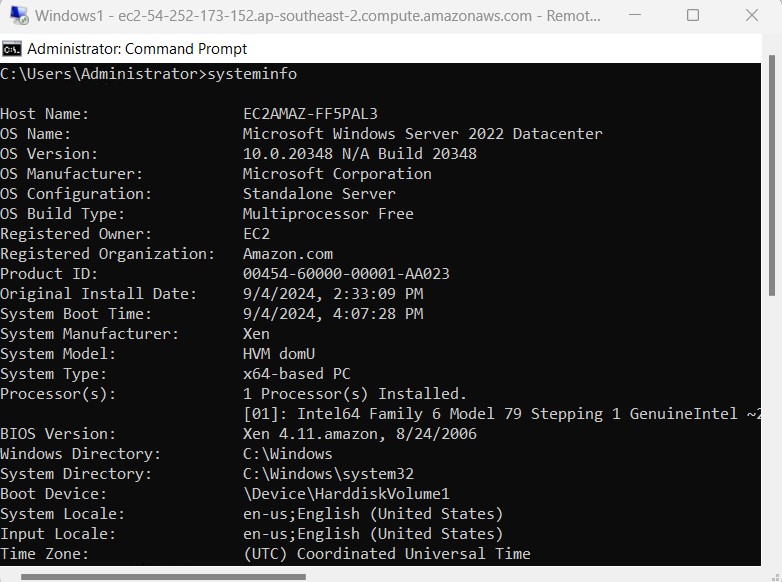 Windows1 - ec2-54-252-173-152.ap-southeast-2.compute.amazonaws.com - Remot...
Administrator: Command Prompt
C:\Users\Administrator>systeminfo
Host Name: EC2AMAZ-FF5PAL3
OS Name: Microsoft Windows Server 2022 Datacenter
OS Version: 10.0.20348 N/A Build 20348
OS Manufacturer: Microsoft Corporation
OS Configuration: Standalone Server
OS Build Type: Multiprocessor Free
Registered Owner: EC2
Registered Organization: Amazon.com
Product ID: 00454-60000-00001-AA023
Original Install Date: 9/4/2024, 2:33:09 PM
System Boot Time: 9/4/2024, 4:07:28 PM
System Manufacturer: Xen
System Model: HVM domU
System Type: x64-based PC
Processor(s): 1 Processor(s) Installed.
[01]: Intel64 Family 6 Model 79 Stepping 1 GenuineIntel ~2
BIOS Version: Xen 4.11.amazon, 8/24/2006
Windows Directory: C:\Windows
System Directory: C:\Windows\system32
Boot Device: \Device\HarddiskVolume1
System Locale: en-us;English (United States)
Input Locale: en-us;English (United States)
Time Zone: (UTC) Coordinated Universal Time